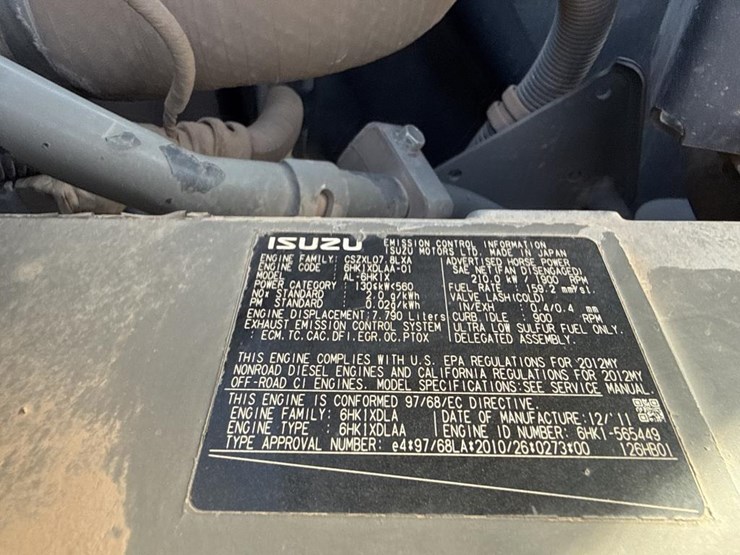 ISUZU EMISSION CONTROL INFORMATION
ISUZU MOTORS LTD. MADE IN JAPAN
ENGINE FAMILY: CSZXL07.8LXA
ENGINE CODE : 6HK1XDLAA-01
MODEL : AL-6HK1X
POWER CATEGORY : 130≤kW<560
NOx STANDARD : 2.0 g/kWh
PM STANDARD : 0.02g/kWh
ENGINE DISPLACEMENT: 7.790 Liters
EXHAUST EMISSION CONTROL SYSTEM
: ECM.TC.CAC.DFI.EGR.OC.PTOX
ADVERTISED HORSE POWER
SAE NET(FAN DISENGAGED)
210.0 kW / 1900 RPM
FUEL RATE : 159.2 mm³/st
VALVE LASH(COLD)
IN/EXH : 0.4/0.4 mm
CURB IDLE : 900 RPM
ULTRA LOW SULFUR FUEL ONLY.
DELEGATED ASSEMBLY.
THIS ENGINE COMPLIES WITH U.S. EPA REGULATIONS FOR '2012MY
NONROAD DIESEL ENGINES AND CALIFORNIA REGULATIONS FOR '2012MY
OFF-ROAD CI ENGINES. MODEL SPECIFICATIONS:SEE SERVICE MANUAL.
THIS ENGINE IS CONFORMED 97/68/EC DIRECTIVE.
ENGINE FAMILY: 6HK1XDLA DATE OF MANUFACTURE:12/'11
ENGINE TYPE : 6HK1XDLAA ENGINE ID NUMBER: 6HK1-565449
TYPE APPROVAL NUMBER: e4*97/68LA*2010/26*0273*00 126HB01